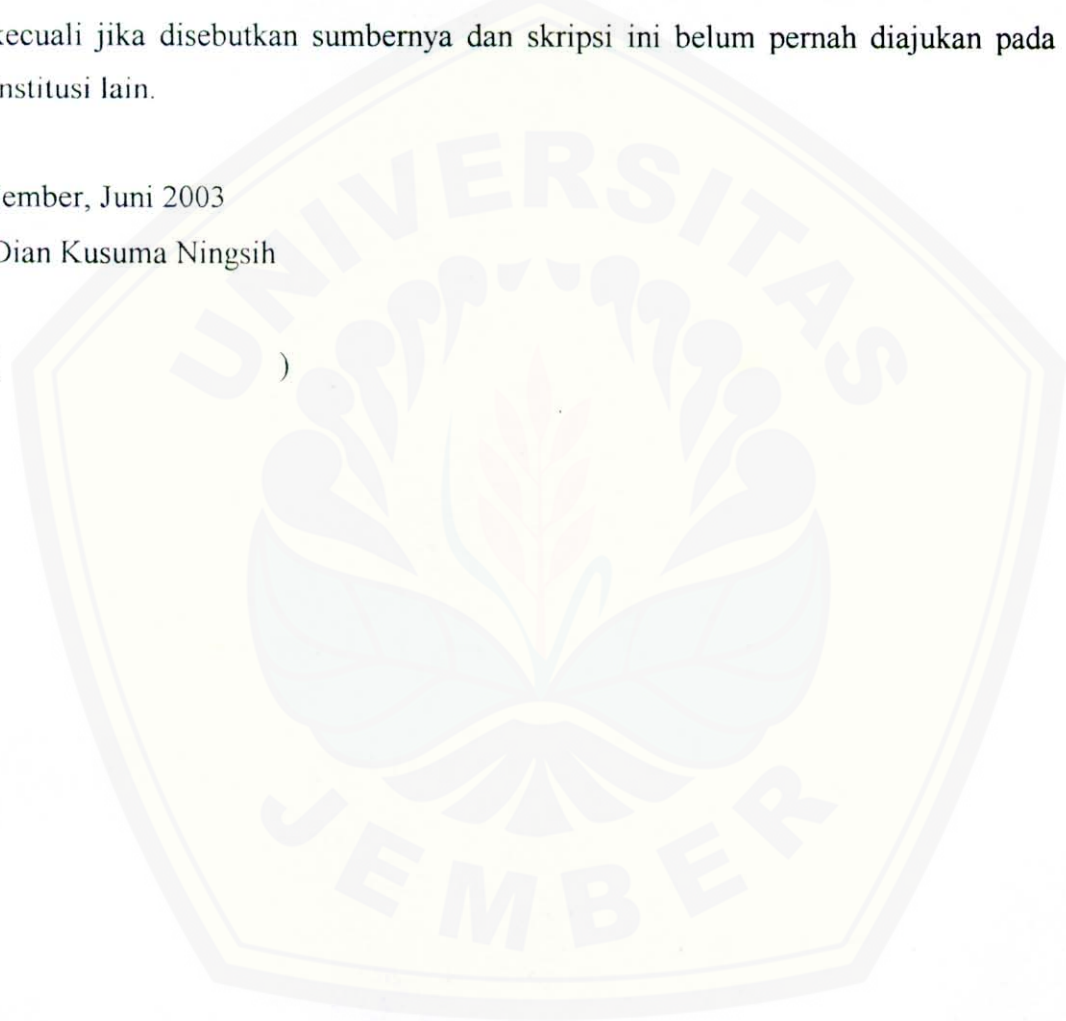 kecuali jika disebutkan sumbernya dan skripsi ini belum pernah diajukan pada
institusi lain.
ember, Juni 2003
Dian Kusuma Ningsih
)
UNIVERSITAS
JEMBER